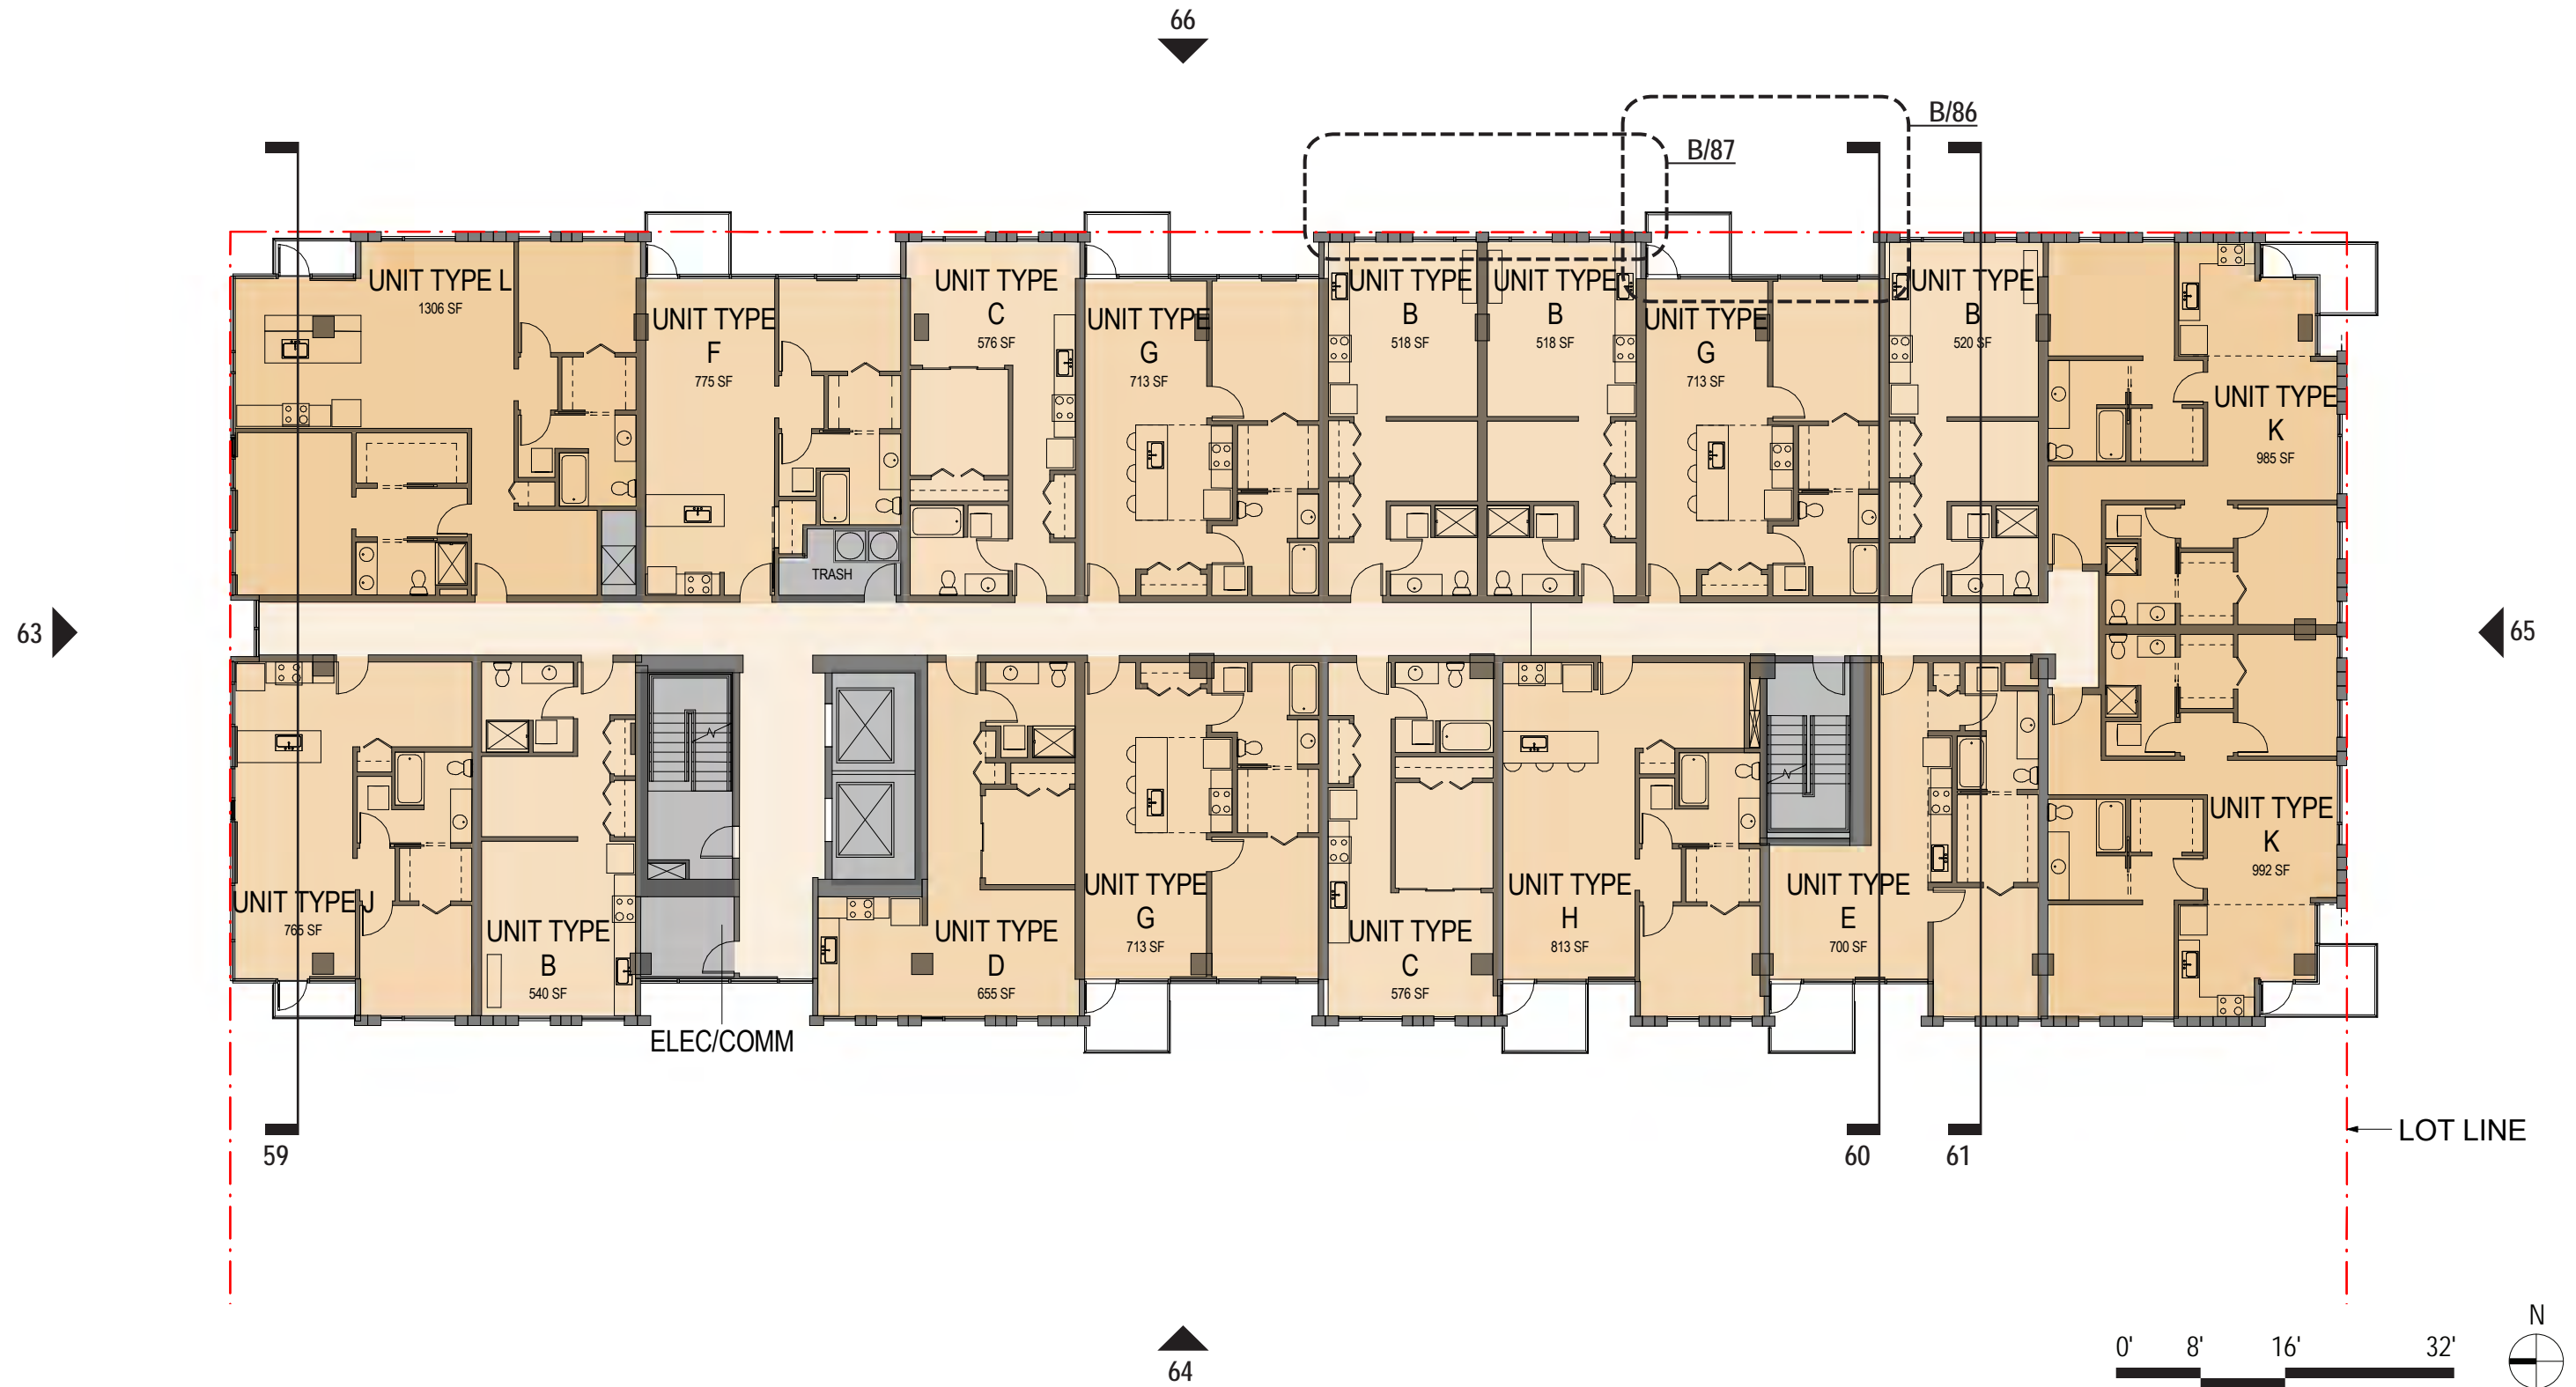 66
B/86
B/87
UNIT TYPE L
1306 SF
UNIT TYPE
F
775 SF
UNIT TYPE
C
576 SF
UNIT TYPE
G
713 SF
UNIT TYPE
B
518 SF
UNIT TYPE
B
518 SF
UNIT TYPE
G
713 SF
UNIT TYPE
B
520 SF
UNIT TYPE
K
985 SF
TRASH
63
65
UNIT TYPE J
765 SF
UNIT TYPE
B
540 SF
UNIT TYPE
D
655 SF
UNIT TYPE
G
713 SF
UNIT TYPE
C
576 SF
UNIT TYPE
H
813 SF
UNIT TYPE
E
700 SF
UNIT TYPE
K
992 SF
ELEC/COMM
59
60
61
LOT LINE
64
0' 8' 16' 32'
N